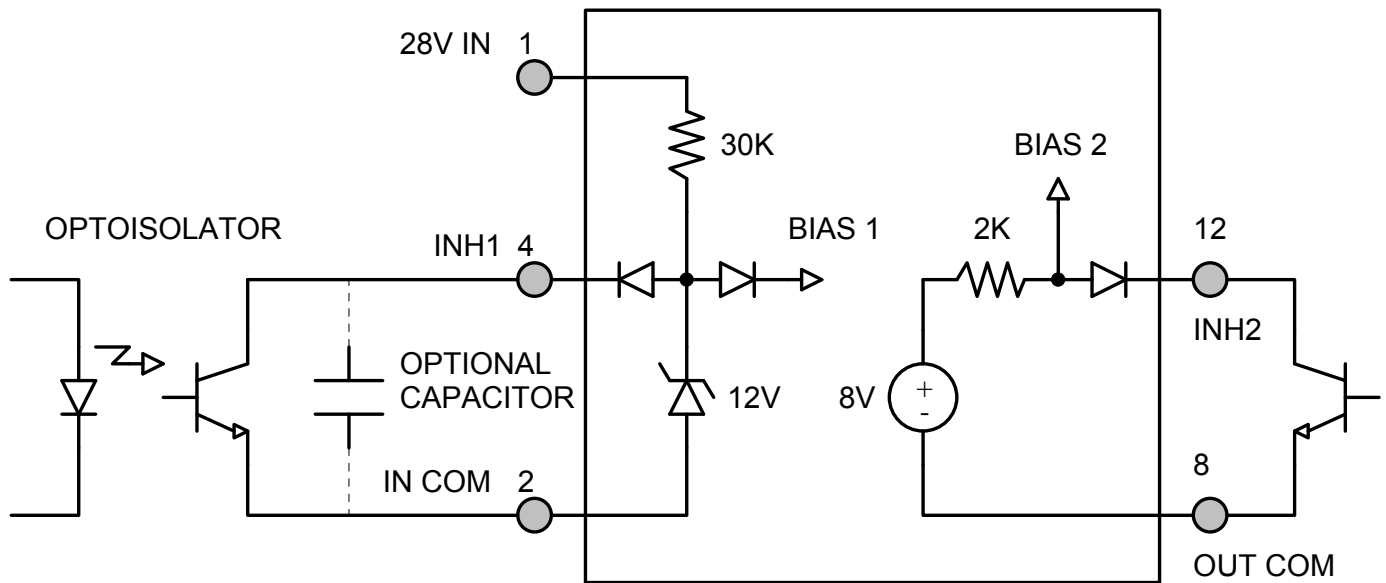 28V IN 1
30K
BIAS 2
OPTOISOLATOR
INH1 4
BIAS 1
2K
12
INH2
OPTIONAL
CAPACITOR
12V
8V
+
-
IN COM 2
8
OUT COM